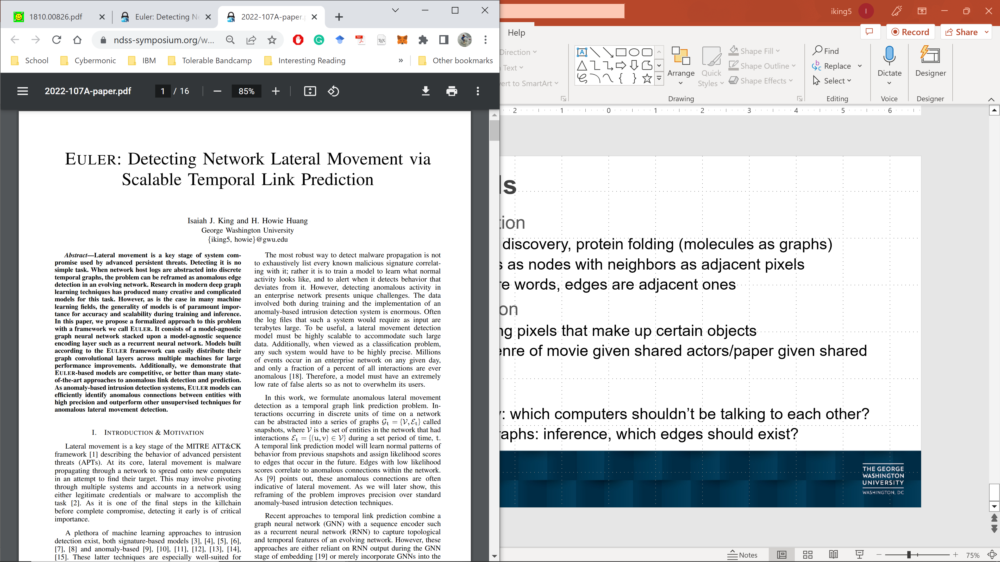 1810.00826.pdf
Euler: Detecting Ne
2022-107A-paper.p
ndss-symposium.org/w...
School
Cybermonic
IBM
Tolerable Bandcamp
Interesting Reading
»
Other bookmarks
2022-107A-paper.pdf
1 / 16
85%
EULER: Detecting Network Lateral Movement via
Scalable Temporal Link Prediction
Isaiah J. King and H. Howie Huang
George Washington University
{iking5, howie}@gwu.edu
Abstract—Lateral movement is a key stage of system com-
promise used by advanced persistent threats. Detecting it is no
simple task. When network host logs are abstracted into discrete
temporal graphs, the problem can be reframed as anomalous edge
detection in an evolving network. Research in modern deep graph
learning techniques has produced many creative and complicated
models for this task. However, as is the case in many machine
learning fields, the generality of models is of paramount impor-
tance for accuracy and scalability during training and inference.
In this paper, we propose a formalized approach to this problem
with a framework we call EULER. It consists of a model-agnostic
graph neural network stacked upon a model-agnostic sequence
encoding layer such as a recurrent neural network. Models built
according to the EULER framework can easily distribute their
graph convolutional layers across multiple machines for large
performance improvements. Additionally, we demonstrate that
EULER-based models are competitive, or better than many state-
of-the-art approaches to anomalous link detection and prediction.
As anomaly-based intrusion detection systems, EULER models can
efficiently identify anomalous connections between entities with
high precision and outperform other unsupervised techniques for
anomalous lateral movement detection.
I. INTRODUCTION & MOTIVATION
Lateral movement is a key stage of the MITRE ATT&CK
framework [1] describing the behavior of advanced persistent
threats (APTs). At its core, lateral movement is malware
propagating through a network to spread onto new computers
in an attempt to find their target. This may involve pivoting
through multiple systems and accounts in a network using
either legitimate credentials or malware to accomplish the
task [2]. As it is one of the final steps in the killchain
before complete compromise, detecting it early is of critical
importance.
A plethora of machine learning approaches to intrusion
detection exist, both signature-based models [3], [4], [5], [6],
[7], [8] and anomaly-based [9], [10], [11], [12], [13], [14],
[15]. These latter techniques are especially well-suited for
The most robust way to detect malware propagation is not
to exhaustively list every known malicious signature correlat-
ing with it; rather it is to train a model to learn what normal
activity looks like, and to alert when it detects behavior that
deviates from it. However, detecting anomalous activity in
an enterprise network presents unique challenges. The data
involved both during training and the implementation of an
anomaly-based intrusion detection system is enormous. Often
the log files that such a system would require as input are
terabytes large. To be useful, a lateral movement detection
model must be highly scalable to accommodate such large
data. Additionally, when viewed as a classification problem,
any such system would have to be highly precise. Millions
of events occur in an enterprise network on any given day,
and only a fraction of a percent of all interactions are ever
anomalous [18]. Therefore, a model must have an extremely
low rate of false alerts so as not to overwhelm its users.
In this work, we formulate anomalous lateral movement
detection as a temporal graph link prediction problem. In-
teractions occurring in discrete units of time on a network
can be abstracted into a series of graphs 𝒢t = {𝒱, ℰt} called
snapshots, where 𝒱 is the set of entities in the network that had
interactions ℰt = {(u, v) ∈ 𝒱} during a set period of time, t.
A temporal link prediction model will learn normal patterns of
behavior from previous snapshots and assign likelihood scores
to edges that occur in the future. Edges with low likelihood
scores correlate to anomalous connections within the network.
As [9] points out, these anomalous connections are often
indicative of lateral movement. As we will later show, this
reframing of the problem improves precision over standard
anomaly-based intrusion detection techniques.
Recent approaches to temporal link prediction combine a
graph neural network (GNN) with a sequence encoder such
as a recurrent neural network (RNN) to capture topological
and temporal features of an evolving network. However, these
approaches are either reliant on RNN output during the GNN
stage of embedding [19] or merely incorporate GNNs into the
iking5
I
Help
Record
Share
Direction
Text
ert to SmartArt
Arrange
Quick
Styles
Shape Fill
Shape Outline
Shape Effects
Drawing
Find
Replace
Select
Editing
Dictate
Voice
Designer
Designer
2 1 0 1 2 3 4 5 6
ls
tion
discovery, protein folding (molecules as graphs)
s as nodes with neighbors as adjacent pixels
re words, edges are adjacent ones
on
ng pixels that make up certain objects
enre of movie given shared actors/paper given shared
y: which computers shouldn’t be talking to each other?
raphs: inference, which edges should exist?
THE GEORGE
WASHINGTON
UNIVERSITY
WASHINGTON, DC
Notes
75%